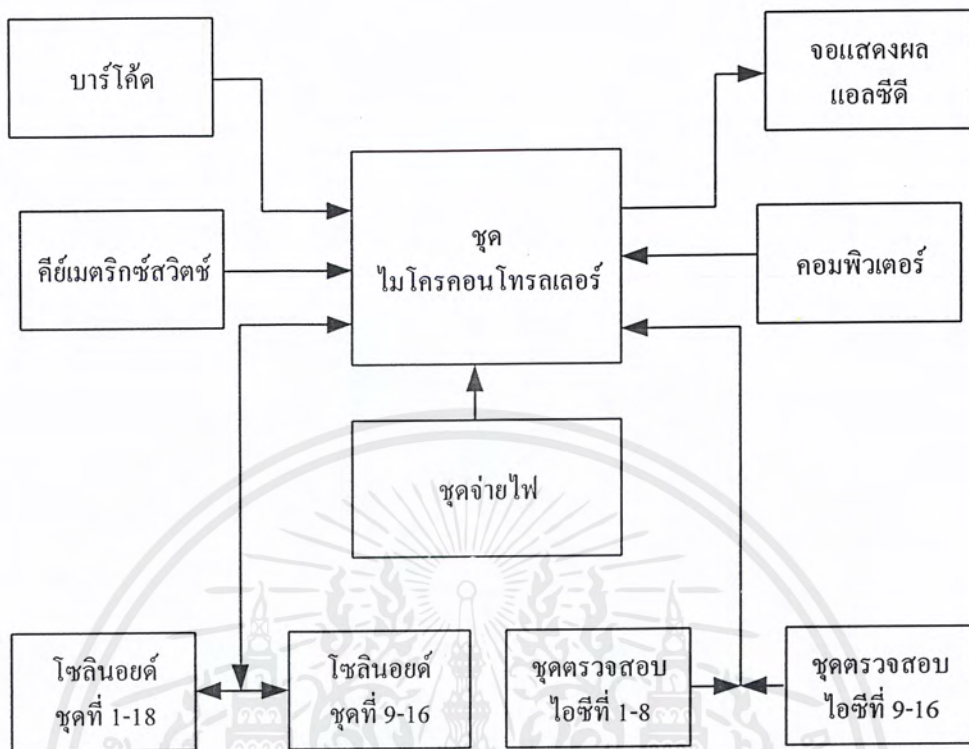 บาร์โค้ด
จอแสดงผล
แอลซีดี
ชุด
ไมโครคอนโทรลเลอร์
คีย์เมตริกซ์สวิตช์
คอมพิวเตอร์
ชุดจ่ายไฟ
โซลินอยด์
ชุดที่ 1-18
โซลินอยด์
ชุดที่ 9-16
ชุดตรวจสอบ
ไอซีที่ 1-8
ชุดตรวจสอบ
ไอซีที่ 9-16